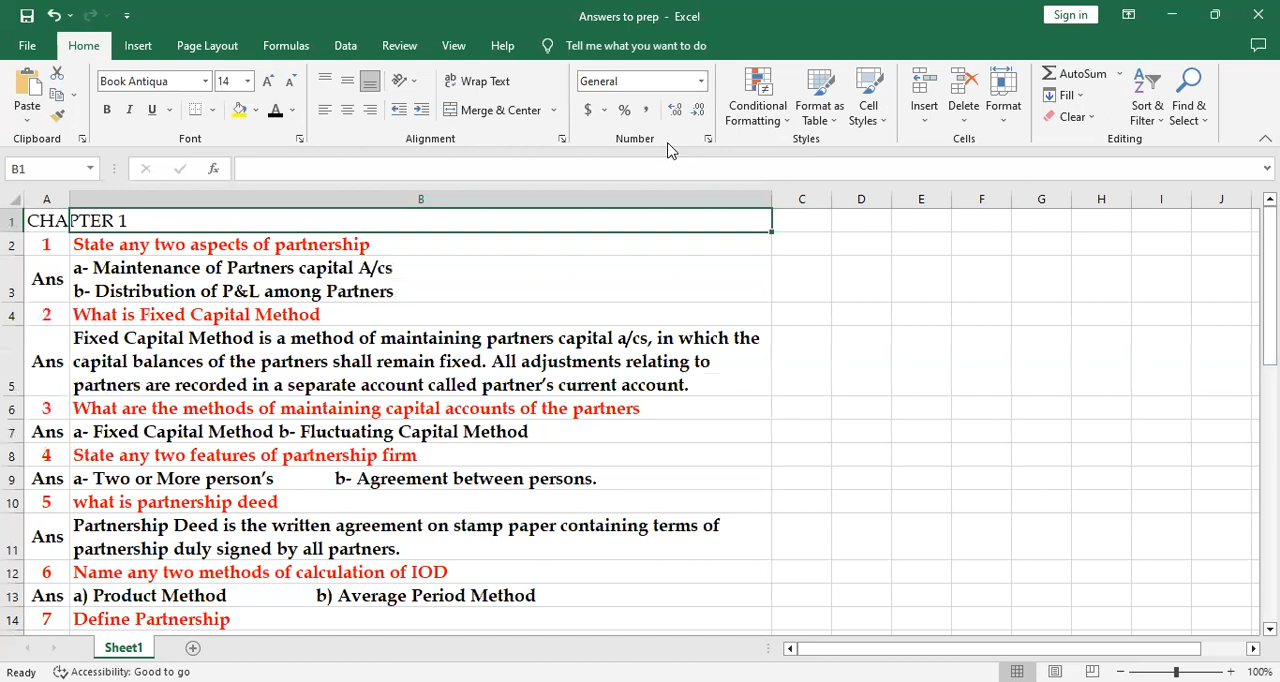 Answers to prep - Excel
Sign in
File Home Insert Page Layout Formulas Data Review View Help Tell me what you want to do
Paste
Clipboard
Book Antiqua 14 A A
B I U A
Font
ab Wrap Text
Merge & Center
Alignment
General
$ % ,
Number
Conditional Formatting
Format as Table
Cell Styles
Styles
Insert Delete Format
Cells
AutoSum
Fill
Clear
Sort & Filter
Find & Select
Editing
B1 fx
A B C D E F G H I J
1 CHAPTER 1
2 1 State any two aspects of partnership
3 Ans a- Maintenance of Partners capital A/cs
b- Distribution of P&L among Partners
4 2 What is Fixed Capital Method
5 Ans Fixed Capital Method is a method of maintaining partners capital a/cs, in which the
capital balances of the partners shall remain fixed. All adjustments relating to
partners are recorded in a separate account called partner’s current account.
6 3 What are the methods of maintaining capital accounts of the partners
7 Ans a- Fixed Capital Method b- Fluctuating Capital Method
8 4 State any two features of partnership firm
9 Ans a- Two or More person’s b- Agreement between persons.
10 5 what is partnership deed
11 Ans Partnership Deed is the written agreement on stamp paper containing terms of
partnership duly signed by all partners.
12 6 Name any two methods of calculation of IOD
13 Ans a) Product Method b) Average Period Method
14 7 Define Partnership
Sheet1
Ready Accessibility: Good to go 100%